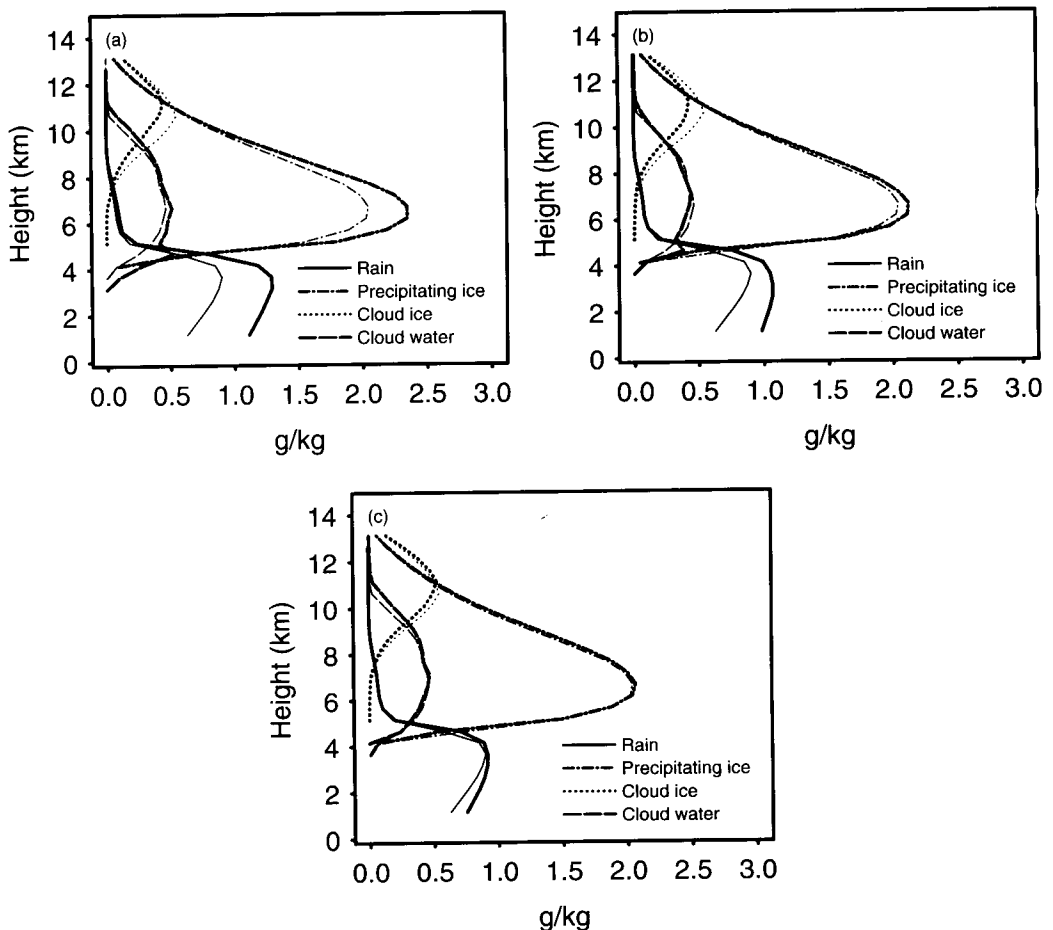 (a)
14
12
10
8
6
4
2
0
Height (km)
Rain
Precipitating ice
Cloud ice
Cloud water
0.0 0.5 1.0 1.5 2.0 2.5 3.0
g/kg
(b)
14
12
10
8
6
4
2
0
Height (km)
Rain
Precipitating ice
Cloud ice
Cloud water
0.0 0.5 1.0 1.5 2.0 2.5 3.0
g/kg
(c)
14
12
10
8
6
4
2
0
Height (km)
Rain
Precipitating ice
Cloud ice
Cloud water
0.0 0.5 1.0 1.5 2.0 2.5 3.0
g/kg